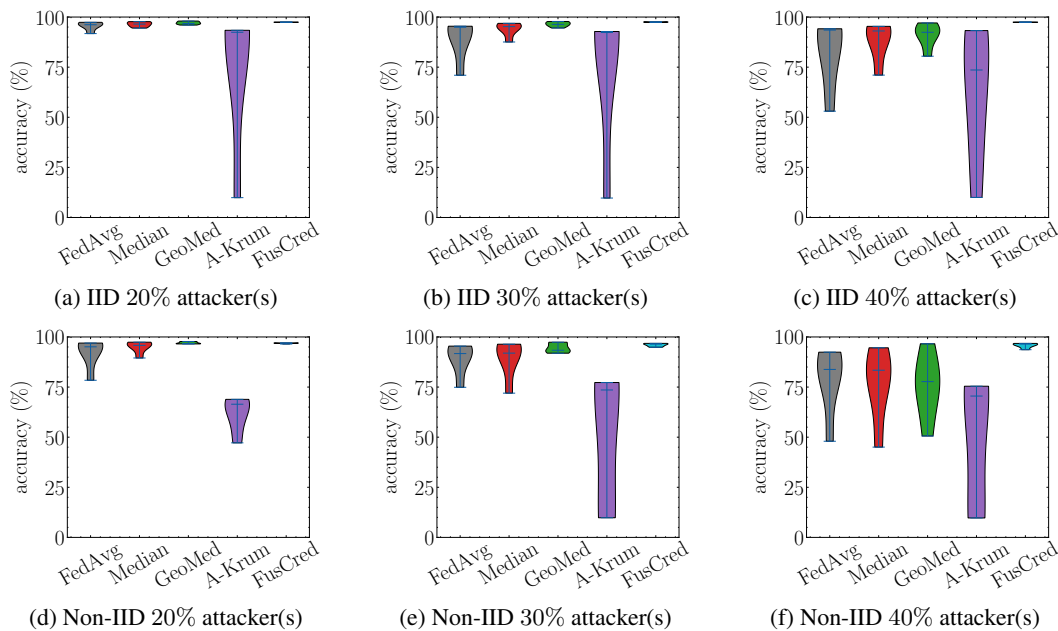 accuracy (%)
100
75
50
25
0
FedAvg
Median
GeoMed
A-Krum
FusCred
(a) IID 20% attacker(s)
accuracy (%)
100
75
50
25
0
FedAvg
Median
GeoMed
A-Krum
FusCred
(b) IID 30% attacker(s)
accuracy (%)
100
75
50
25
0
FedAvg
Median
GeoMed
A-Krum
FusCred
(c) IID 40% attacker(s)
accuracy (%)
100
75
50
25
0
FedAvg
Median
GeoMed
A-Krum
FusCred
(d) Non-IID 20% attacker(s)
accuracy (%)
100
75
50
25
0
FedAvg
Median
GeoMed
A-Krum
FusCred
(e) Non-IID 30% attacker(s)
accuracy (%)
100
75
50
25
0
FedAvg
Median
GeoMed
A-Krum
FusCred
(f) Non-IID 40% attacker(s)